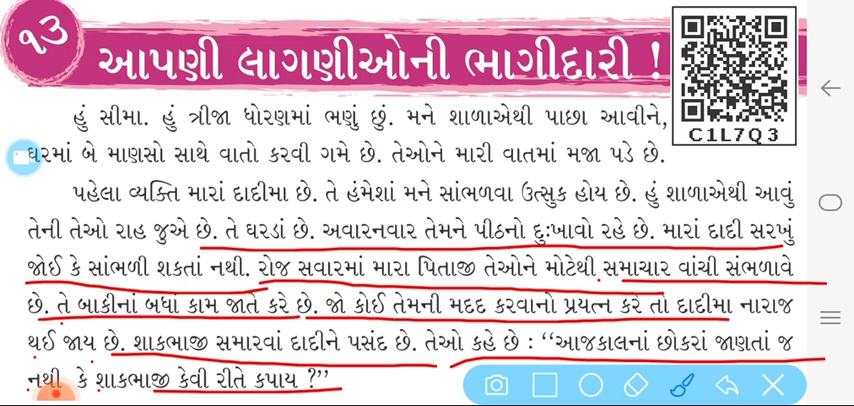 ૧૩
આપણી લાગણીઓની ભાગીદારી !
C1L7Q3
હું સીમા. હું ત્રીજા ધોરણમાં ભણું છું. મને શાળાએથી પાછા આવીને,
ઘરમાં બે માણસો સાથે વાતો કરવી ગમે છે. તેઓને મારી વાતમાં મજા પડે છે.
પહેલા વ્યક્તિ મારાં દાદીમા છે. તે હંમેશાં મને સાંભળવા ઉત્સુક હોય છે. હું શાળાએથી આવું
તેની તેઓ રાહ જુએ છે. તે ઘરડાં છે. અવારનવાર તેમને પીઠનો દુઃખાવો રહે છે. મારાં દાદી સરખું
જોઈ કે સાંભળી શકતાં નથી. રોજ સવારમાં મારા પિતાજી તેઓને મોટેથી સમાચાર વાંચી સંભળાવે
છે. તે બાકીનાં બધાં કામ જાતે કરે છે. જો કોઈ તેમની મદદ કરવાનો પ્રયત્ન કરે તો દાદીમા નારાજ
થઈ જાય છે. શાકભાજી સમારવાં દાદીને પસંદ છે. તેઓ કહે છે : “આજકાલનાં છોકરાં જાણતાં જ
નથી કે શાકભાજી કેવી રીતે કપાય ?”